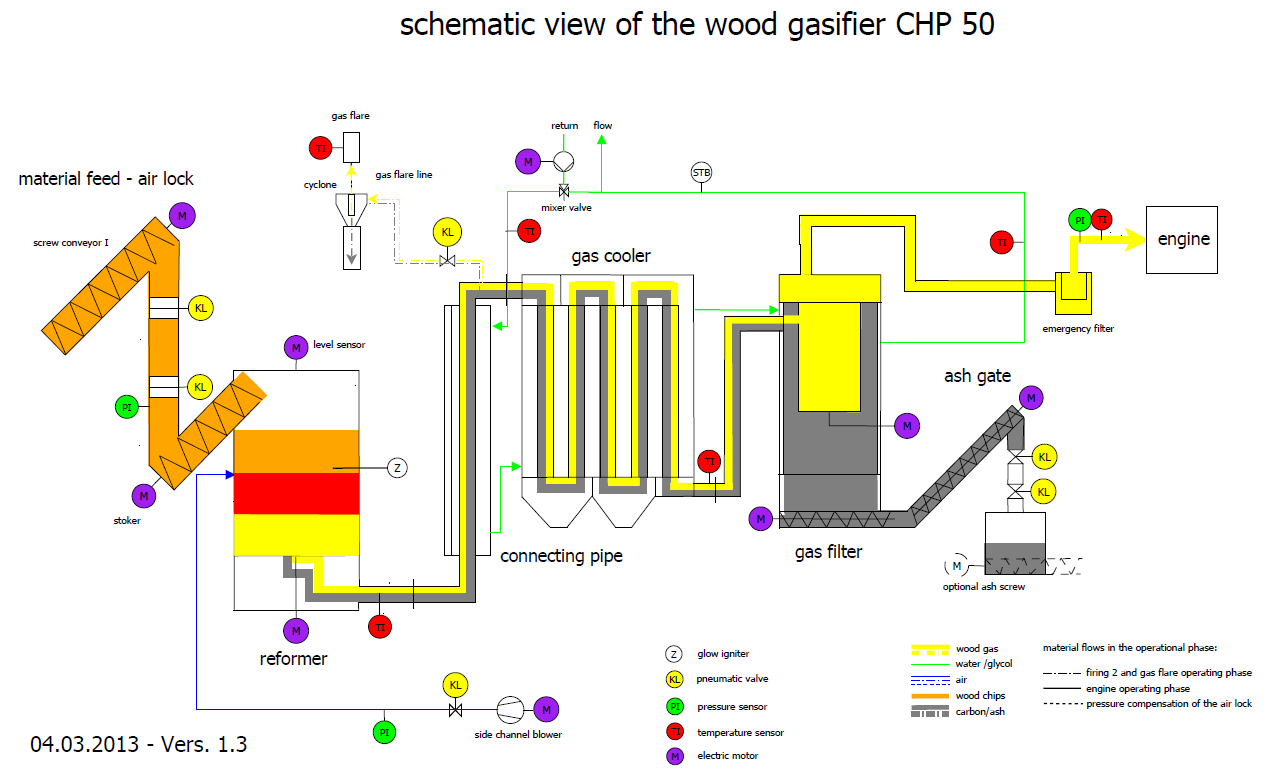 schematic view of the wood gasifier CHP 50
gas flare
TI
return
flow
M
STB
material feed - air lock
cyclone
gas flare line
mixer valve
M
screw conveyor I
KL
TI
TI
PI
TI
engine
gas cooler
KL
emergency filter
M
level sensor
KL
PI
ash gate
M
M
KL
Z
TI
KL
M
stoker
M
connecting pipe
gas filter
M
optional ash screw
M
TI
reformer
Z
glow igniter
KL
pneumatic valve
PI
pressure sensor
TI
temperature sensor
M
electric motor
wood gas
water /glycol
air
wood chips
carbon/ash
material flows in the operational phase:
firing 2 and gas flare operating phase
engine operating phase
pressure compensation of the air lock
KL
M
PI
side channel blower
04.03.2013 - Vers. 1.3